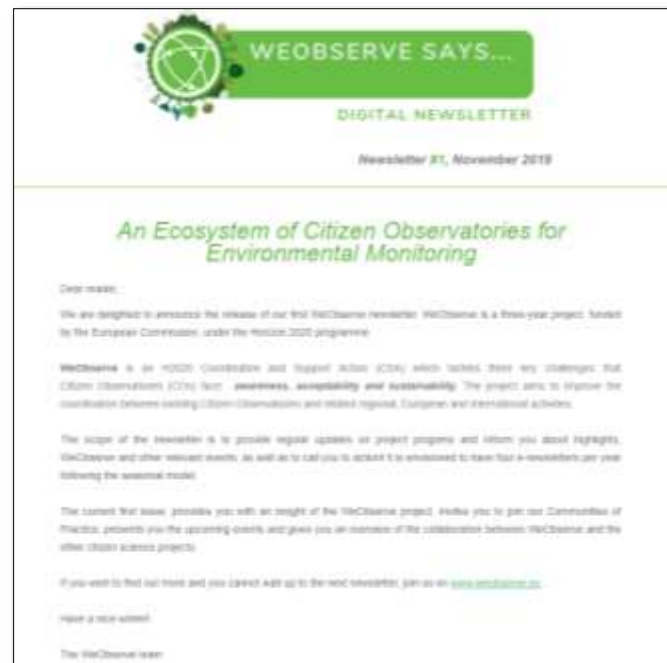 WEOBSERVE SAYS...
DIGITAL NEWSLETTER
Newsletter #1, November 2018
An Ecosystem of Citizen Observatories for
Environmental Monitoring
Dear reader,
We are delighted to announce the release of our first WeObserve newsletter. WeObserve is a three-year project, funded
by the European Commission, under the Horizon 2020 programme.
WeObserve is an H2020 Coordination and Support Action (CSA) which tackles three key challenges that
Citizen Observatories (COs) face: awareness, acceptability and sustainability. The project aims to improve the
coordination between existing Citizen Observatories and related regional, European and international activities.
The scope of the newsletter is to provide regular updates on project progress and inform you about highlights,
WeObserve and other relevant events, as well as to call you to action! It is envisioned to have four e-newsletters per year
following the seasonal model.
The current first issue, provides you with an insight of the WeObserve project, invites you to join our Communities of
Practice, presents you the upcoming events and gives you an overview of the collaboration between WeObserve and the
other citizen science projects.
If you want to find out more and you cannot wait up to the next newsletter, join us on www.weobserve.eu
Have a nice winter!
The WeObserve team